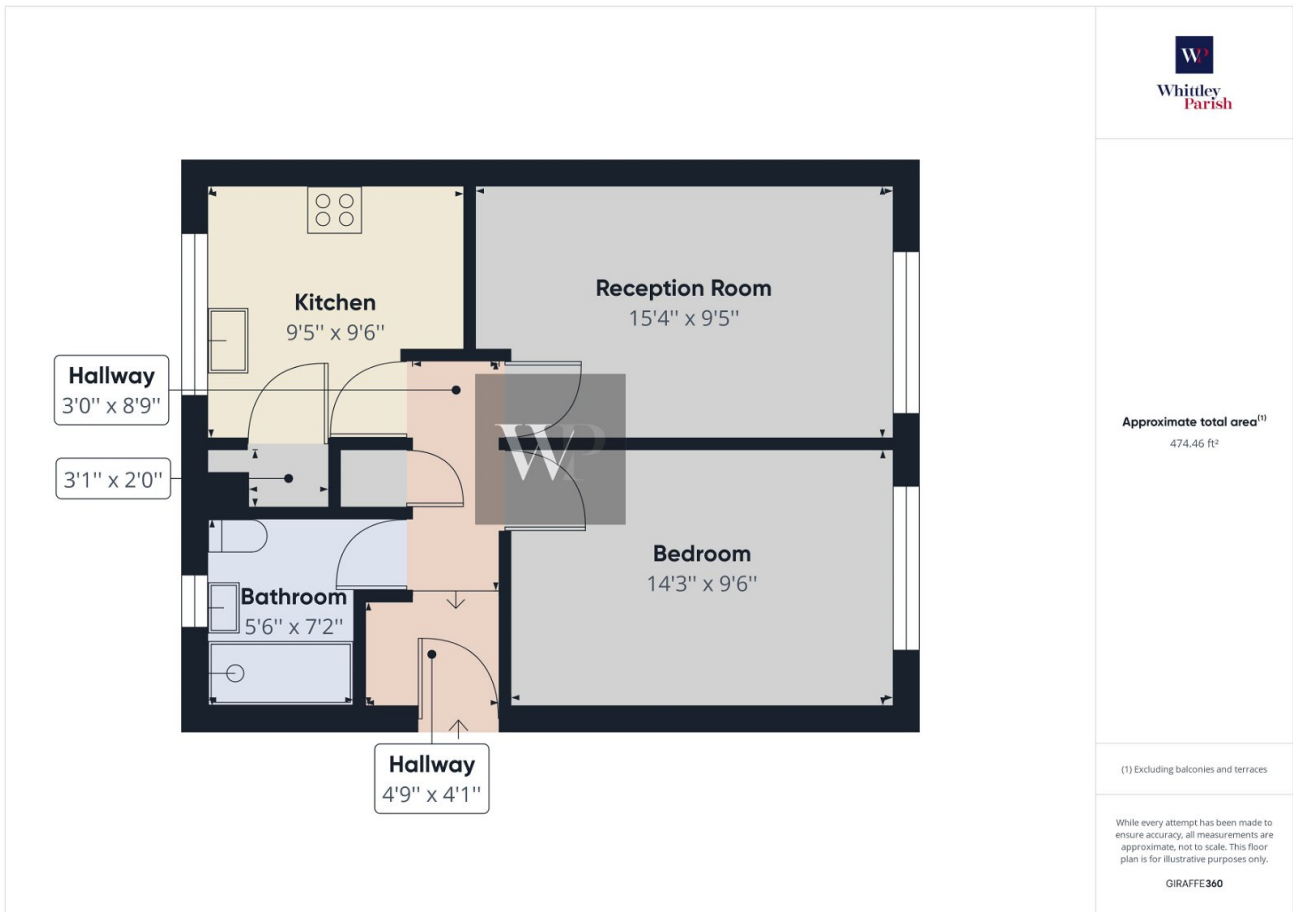 Kitchen
9'5'' x 9'6''
Reception Room
15'4'' x 9'5''
Hallway
3'0'' x 8'9''
3'1'' x 2'0''
WP
Bedroom
14'3'' x 9'6''
Bathroom
5'6'' x 7'2''
Hallway
4'9'' x 4'1''
WP
Whittley
Parish
Approximate total area(1)
474.46 ft²
(1) Excluding balconies and terraces
While every attempt has been made to
ensure accuracy, all measurements are
approximate, not to scale. This floor
plan is for illustrative purposes only.
GIRAFFE360